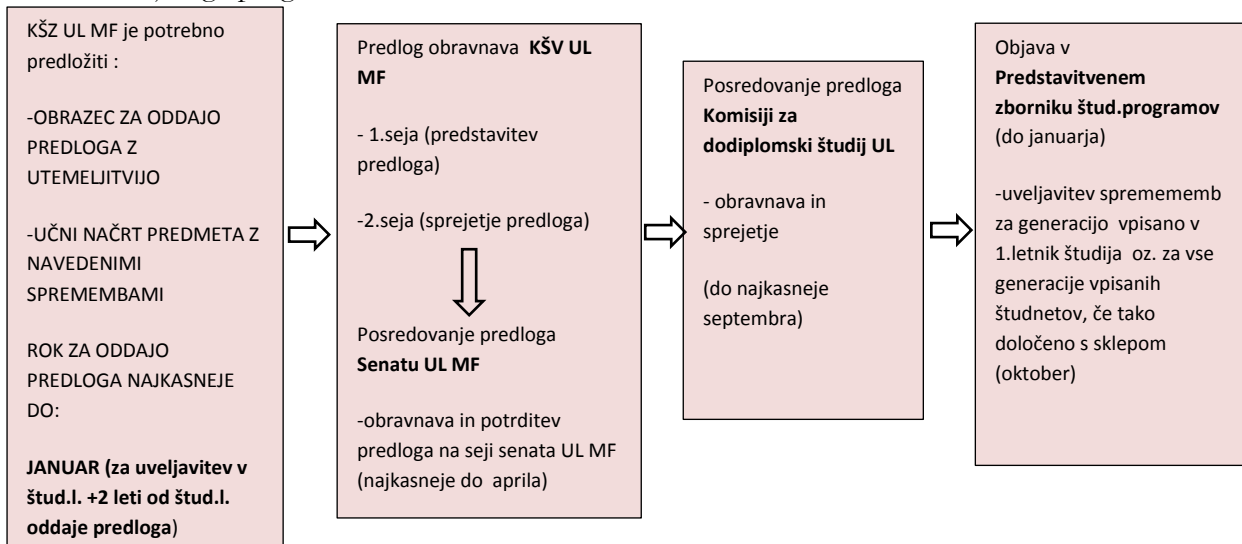 KŠZ UL MF je potrebno
predložiti :
-OBRAZEC ZA ODDAJO
PREDLOGA Z
UTEMELJITVIJO
-UČNI NAČRT PREDMETA Z
NAVEDENIMI
SPREMEMBAMI
ROK ZA ODDAJO
PREDLOGA NAJKASNEJE
DO:
JANUAR (za uveljavitev v
štud.l. +2 leti od štud.l.
oddaje predloga)
Predlog obravnava KŠV UL
MF
- 1.seja (predstavitev
predloga)
-2.seja (sprejetje predloga)
Posredovanje predloga
Senatu UL MF
-obravnava in potrditev
predloga na seji senata UL MF
(najkasneje do aprila)
Posredovanje predloga
Komisiji za
dodiplomski študij UL
- obravnava in
sprejetje
(do najkasneje
septembra)
Objava v
Predstavitvenem
zborniku štud.programov
(do januarja)
-uveljavitev spremememb
za generacijo vpisano v
1.letnik študija oz. za vse
generacije vpisanih
študnetov, če tako
določeno s sklepom
(oktober)